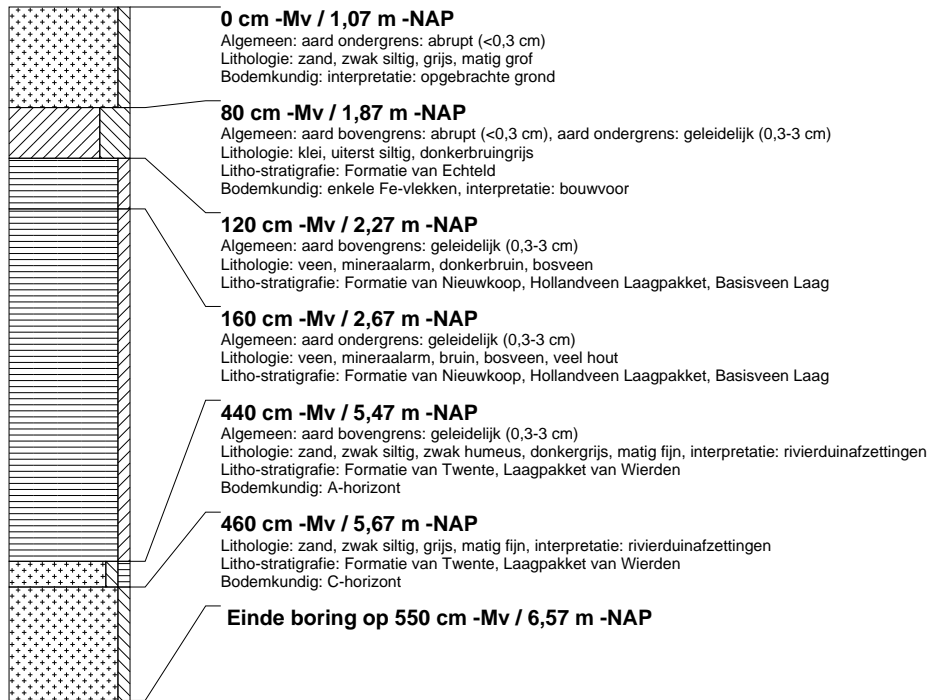 0 cm -Mv / 1,07 m -NAP
Algemeen: aard ondergrens: abrupt (<0,3 cm)
Lithologie: zand, zwak siltig, grijs, matig grof
Bodemkundig: interpretatie: opgebrachte grond
80 cm -Mv / 1,87 m -NAP
Algemeen: aard bovengrens: abrupt (<0,3 cm), aard ondergrens: geleidelijk (0,3-3 cm)
Lithologie: klei, uiterst siltig, donkerbruingrijs
Litho-stratigrafie: Formatie van Echteld
Bodemkundig: enkele Fe-vlekken, interpretatie: bouwvoor
120 cm -Mv / 2,27 m -NAP
Algemeen: aard bovengrens: geleidelijk (0,3-3 cm)
Lithologie: veen, mineraalarm, donkerbruin, bosveen
Litho-stratigrafie: Formatie van Nieuwkoop, Hollandveen Laagpakket, Basisveen Laag
160 cm -Mv / 2,67 m -NAP
Algemeen: aard ondergrens: geleidelijk (0,3-3 cm)
Lithologie: veen, mineraalarm, bruin, bosveen, veel hout
Litho-stratigrafie: Formatie van Nieuwkoop, Hollandveen Laagpakket, Basisveen Laag
440 cm -Mv / 5,47 m -NAP
Algemeen: aard bovengrens: geleidelijk (0,3-3 cm)
Lithologie: zand, zwak siltig, zwak humeus, donkergrijs, matig fijn, interpretatie: rivierduinafzettingen
Litho-stratigrafie: Formatie van Twente, Laagpakket van Wierden
Bodemkundig: A-horizont
460 cm -Mv / 5,67 m -NAP
Lithologie: zand, zwak siltig, grijs, matig fijn, interpretatie: rivierduinafzettingen
Litho-stratigrafie: Formatie van Twente, Laagpakket van Wierden
Bodemkundig: C-horizont
Einde boring op 550 cm -Mv / 6,57 m -NAP